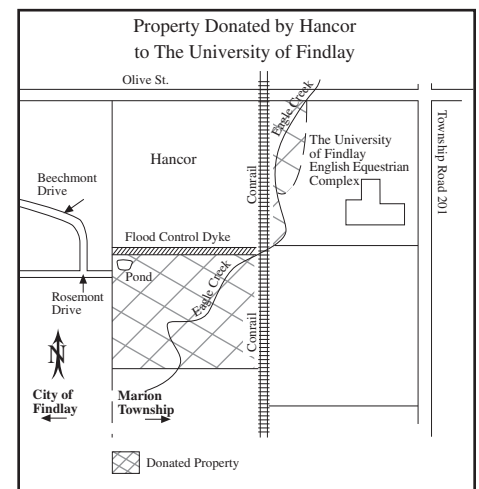 Property Donated by Hancor
to The University of Findlay
Olive St.
Eagle Creek
Township Road 201
The University
of Findlay
English Equestrian
Complex
Hancor
Conrail
Beechmont
Drive
Flood Control Dyke
Pond
Eagle Creek
Rosemont
Drive
Conrail
N
City of
Findlay
Marion
Township
Donated Property